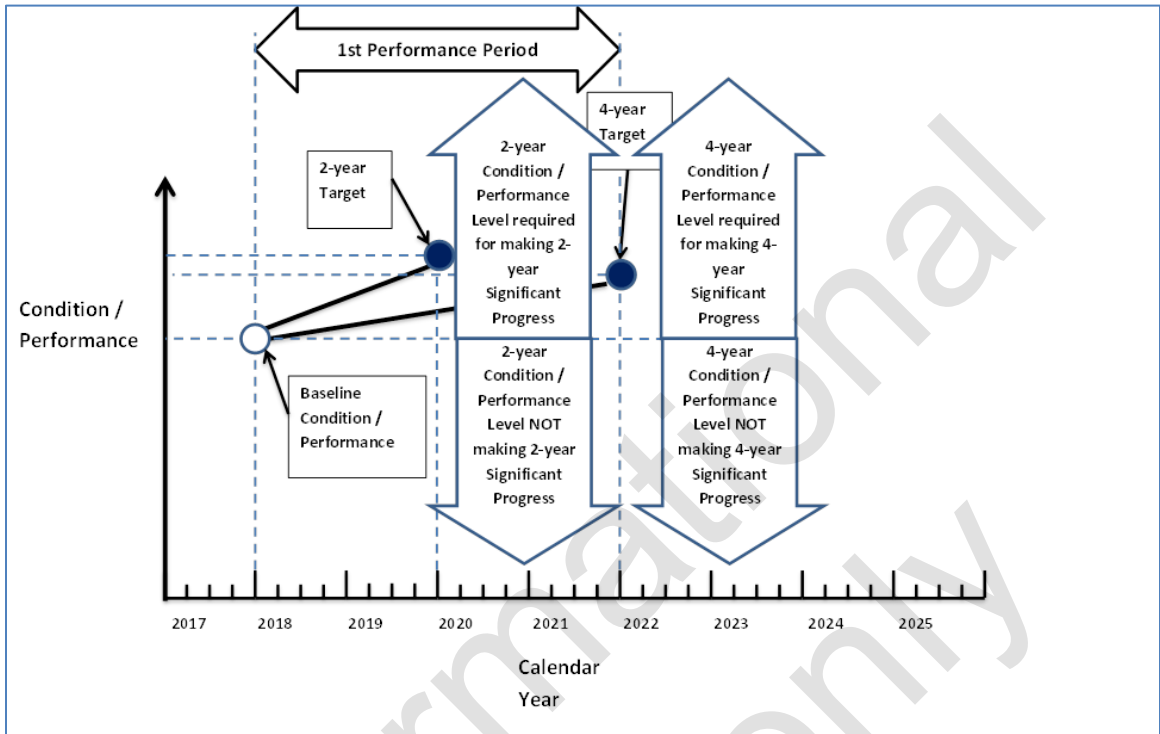 1st Performance Period
4-year
Target
2-year
Target
2-year
Condition /
Performance
Level required
for making 2-
year
Significant
Progress
4-year
Condition /
Performance
Level required
for making 4-
year
Significant
Progress
Condition /
Performance
Baseline
Condition /
Performance
2-year
Condition /
Performance
Level NOT
making 2-year
Significant
Progress
4-year
Condition /
Performance
Level NOT
making 4-year
Significant
Progress
2017 2018 2019 2020 2021 2022 2023 2024 2025
Calendar
Year
only